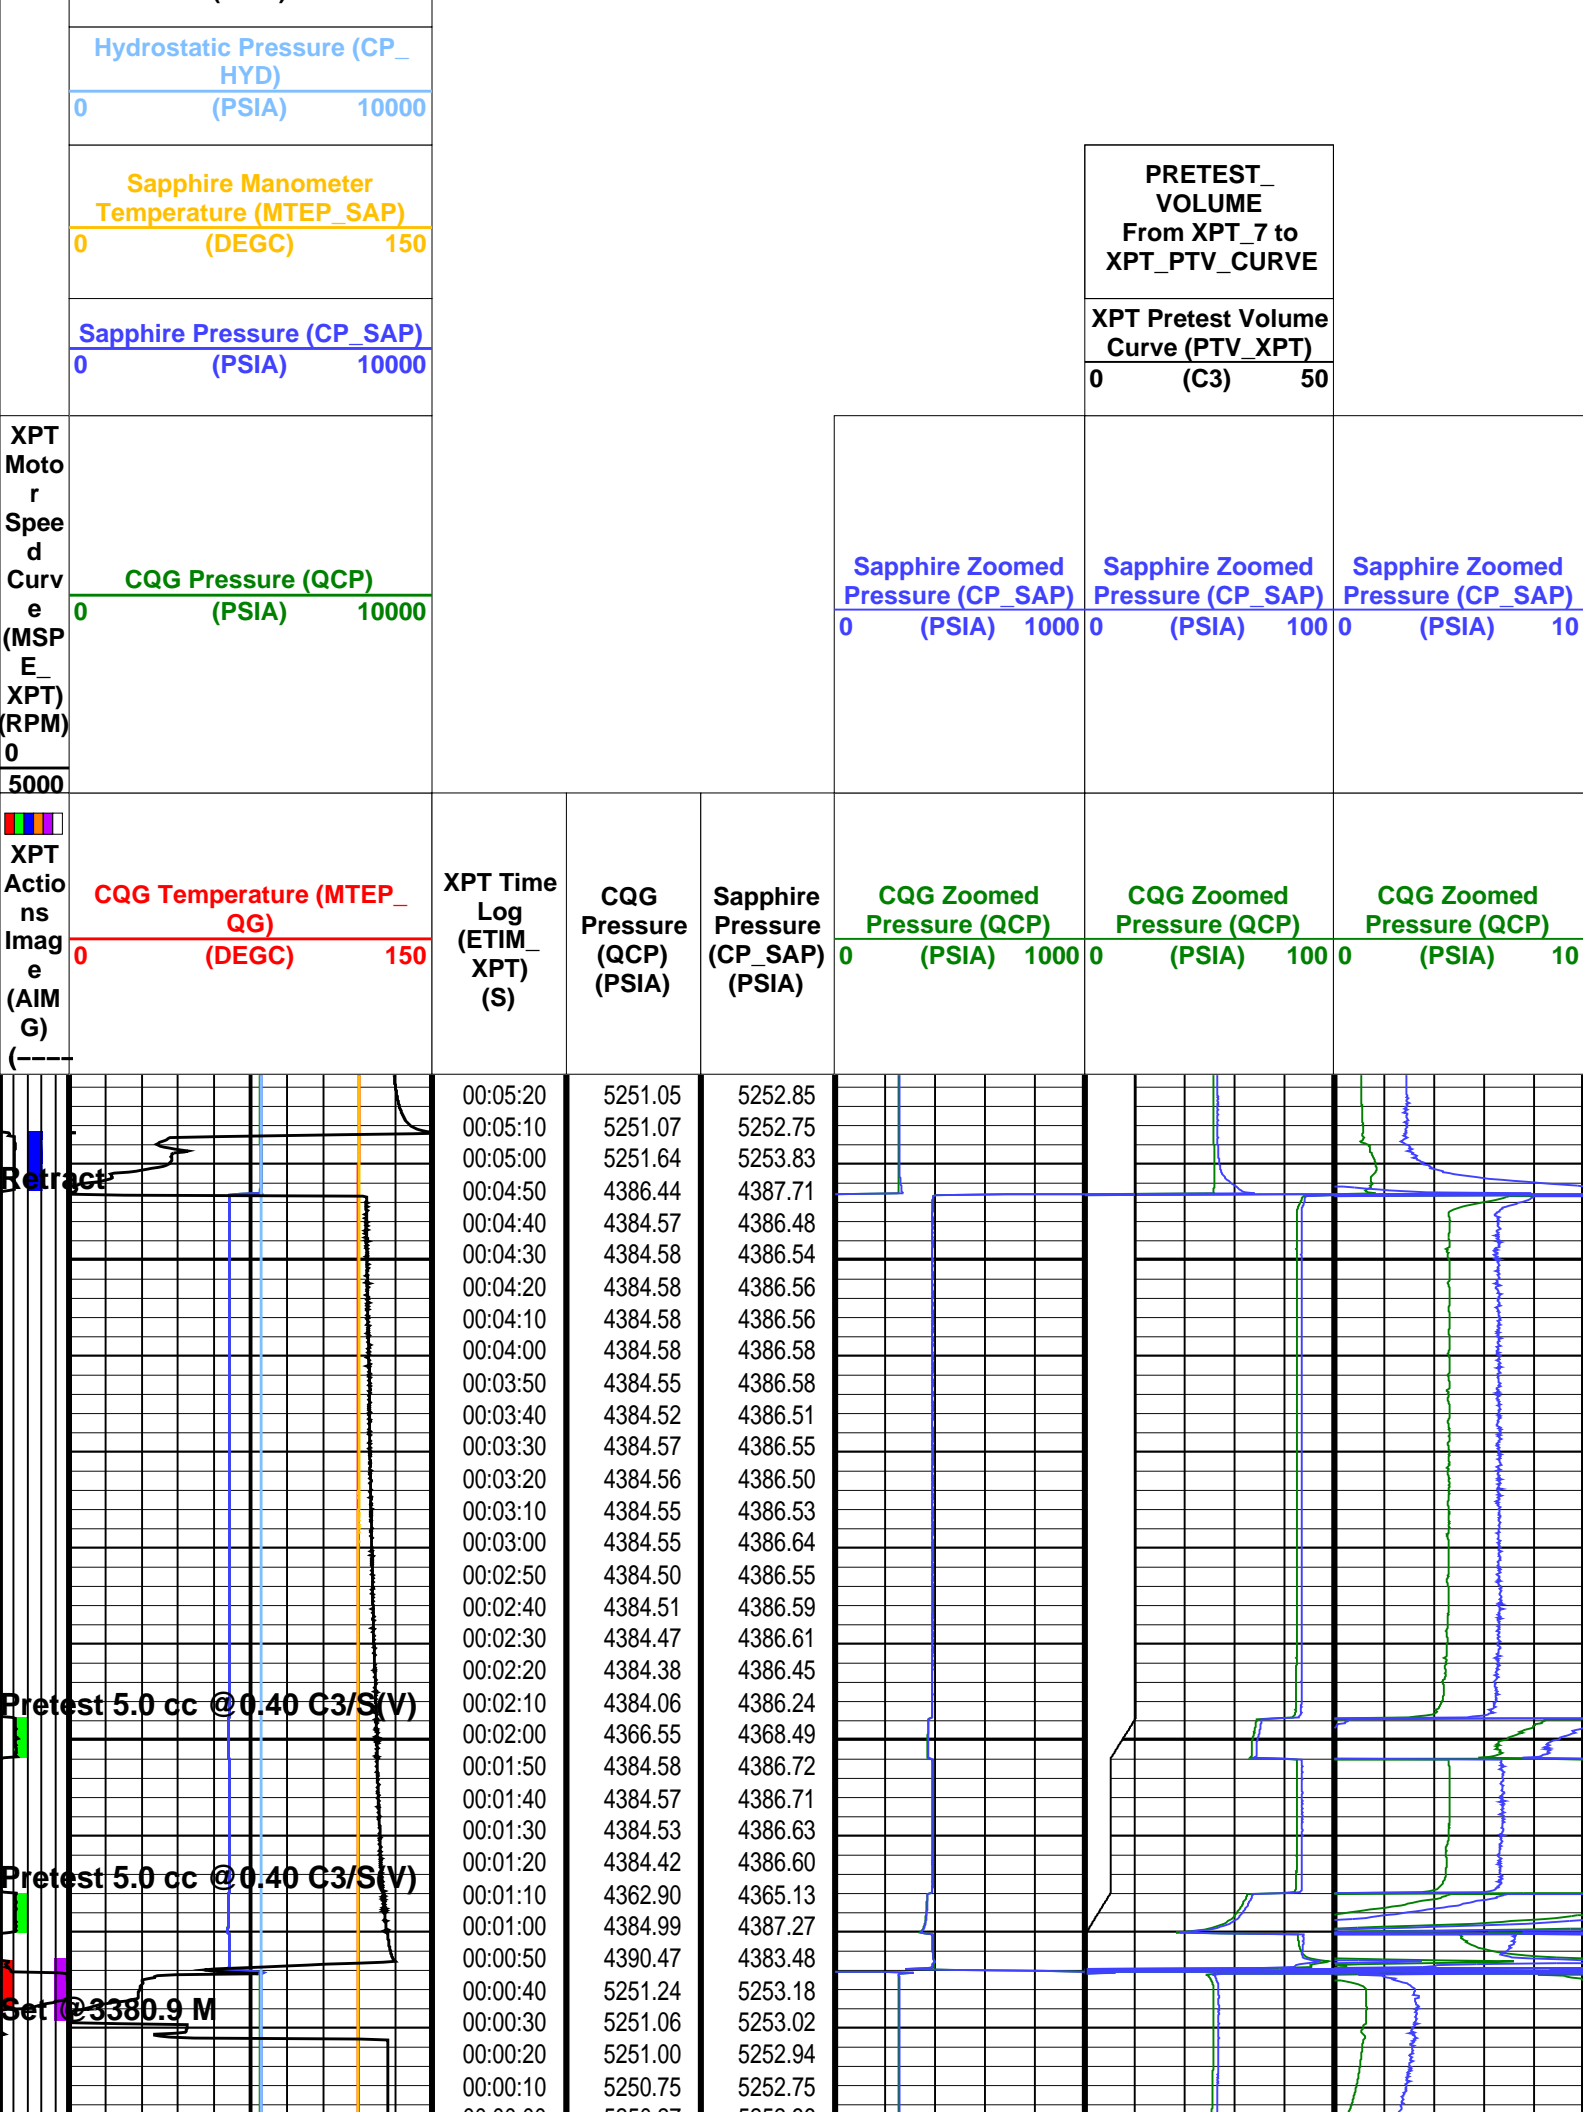 Hydrostatic Pressure (CP_
HYD)
0 (PSIA) 10000
Sapphire Manometer
Temperature (MTEP_SAP)
0 (DEGC) 150
Sapphire Pressure (CP_SAP)
0 (PSIA) 10000
PRETEST_
VOLUME
From XPT_7 to
XPT_PTV_CURVE
XPT Pretest Volume
Curve (PTV_XPT)
0 (C3) 50
XPT
Moto
r
Spee
d
Curv
e
(MSP
E_
XPT)
(RPM)
0
5000
CQG Pressure (QCP)
0 (PSIA) 10000
Sapphire Zoomed
Pressure (CP_SAP)
0 (PSIA) 1000
Sapphire Zoomed
Pressure (CP_SAP)
0 (PSIA) 100
Sapphire Zoomed
Pressure (CP_SAP)
0 (PSIA) 10
XPT
Actio
ns
Imag
e
(AIM
G)
(----
CQG Temperature (MTEP_
QG)
0 (DEGC) 150
XPT Time
Log
(ETIM_
XPT)
(S)
CQG
Pressure
(QCP)
(PSIA)
Sapphire
Pressure
(CP_SAP)
(PSIA)
CQG Zoomed
Pressure (QCP)
0 (PSIA) 1000
CQG Zoomed
Pressure (QCP)
0 (PSIA) 100
CQG Zoomed
Pressure (QCP)
0 (PSIA) 10
00:05:20 5251.05 5252.85
00:05:10 5251.07 5252.75
00:05:00 5251.64 5253.83
Retract
00:04:50 4386.44 4387.71
00:04:40 4384.57 4386.48
00:04:30 4384.58 4386.54
00:04:20 4384.58 4386.56
00:04:10 4384.58 4386.56
00:04:00 4384.58 4386.58
00:03:50 4384.55 4386.58
00:03:40 4384.52 4386.51
00:03:30 4384.57 4386.55
00:03:20 4384.56 4386.50
00:03:10 4384.55 4386.53
00:03:00 4384.55 4386.64
00:02:50 4384.50 4386.55
00:02:40 4384.51 4386.59
00:02:30 4384.47 4386.61
00:02:20 4384.38 4386.45
Pretest 5.0 cc @0.40 C3/S(V)
00:02:10 4384.06 4386.24
00:02:00 4366.55 4368.49
00:01:50 4384.58 4386.72
00:01:40 4384.57 4386.71
00:01:30 4384.53 4386.63
00:01:20 4384.42 4386.60
Pretest 5.0 cc @0.40 C3/S(V)
00:01:10 4362.90 4365.13
00:01:00 4384.99 4387.27
00:00:50 4390.47 4383.48
00:00:40 5251.24 5253.18
Set @3380.9 M
00:00:30 5251.06 5253.02
00:00:20 5251.00 5252.94
00:00:10 5250.75 5252.75